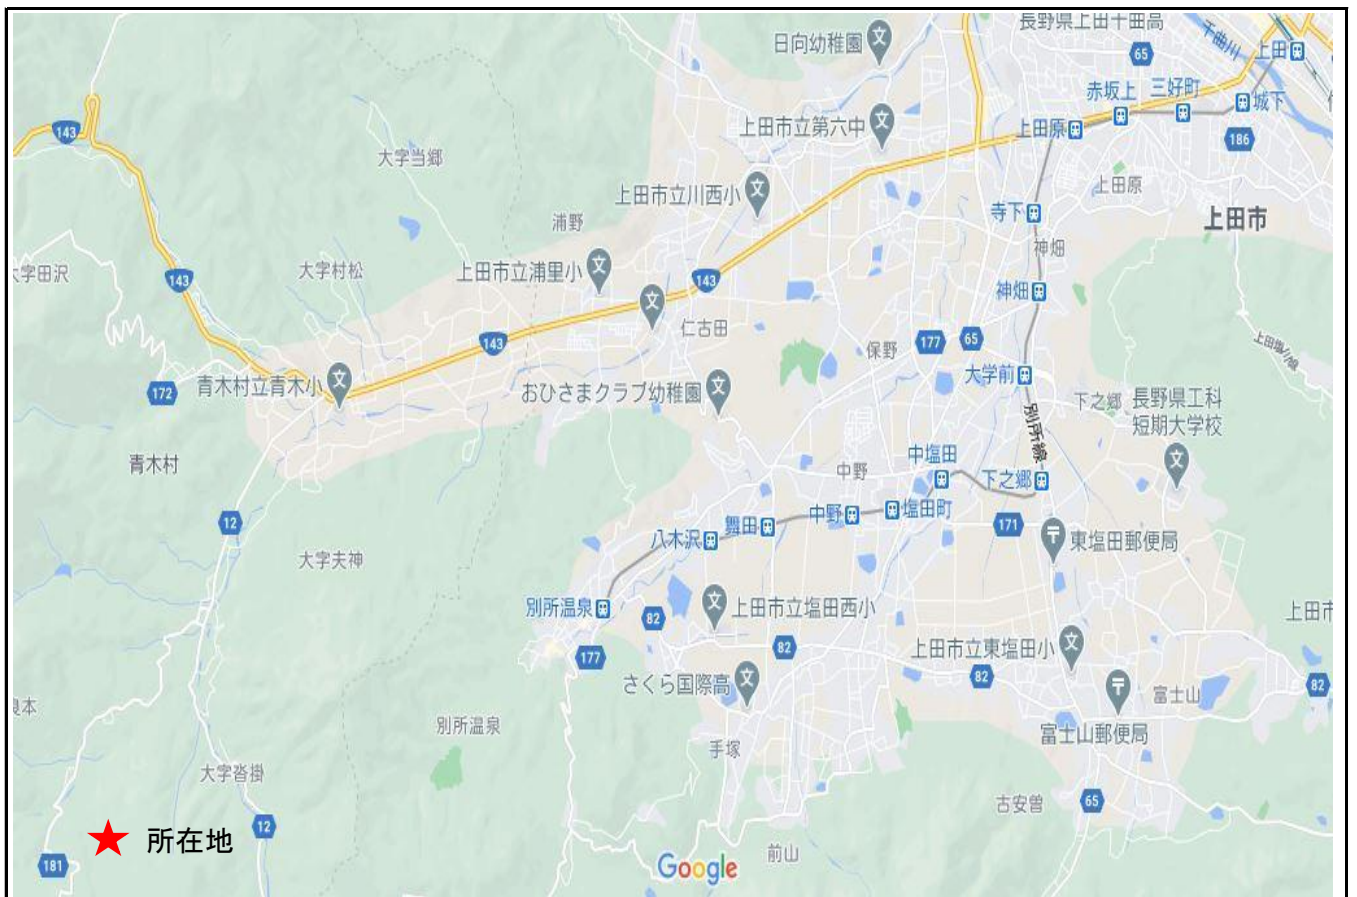 長野県上田千曲高
千曲川
日向幼稚園
65
上田
赤坂上
三好町
城下
143
上田市立第六中
上田原
186
大字当郷
上田原
上田市立川西小
寺下
上田市
浦野
神畑
大字田沢
大字村松
上田市立浦里小
143
143
神畑
仁古田
143
保野
177
65
172
青木村立青木小
おひさまクラブ幼稚園
大学前
下之郷
長野県工科
短期大学校
別所線
青木村
中野
中塩田
下之郷
12
舞田
中野
塩田町
171
八木沢
東塩田郵便局
大字夫神
別所温泉
82
上田市立塩田西小
上田市
177
82
上田市立東塩田小
82
さくら国際高
82
富士山
別所温泉
富士山郵便局
手塚
大字沓掛
古安曽
65
12
★ 所在地
181
前山
Google